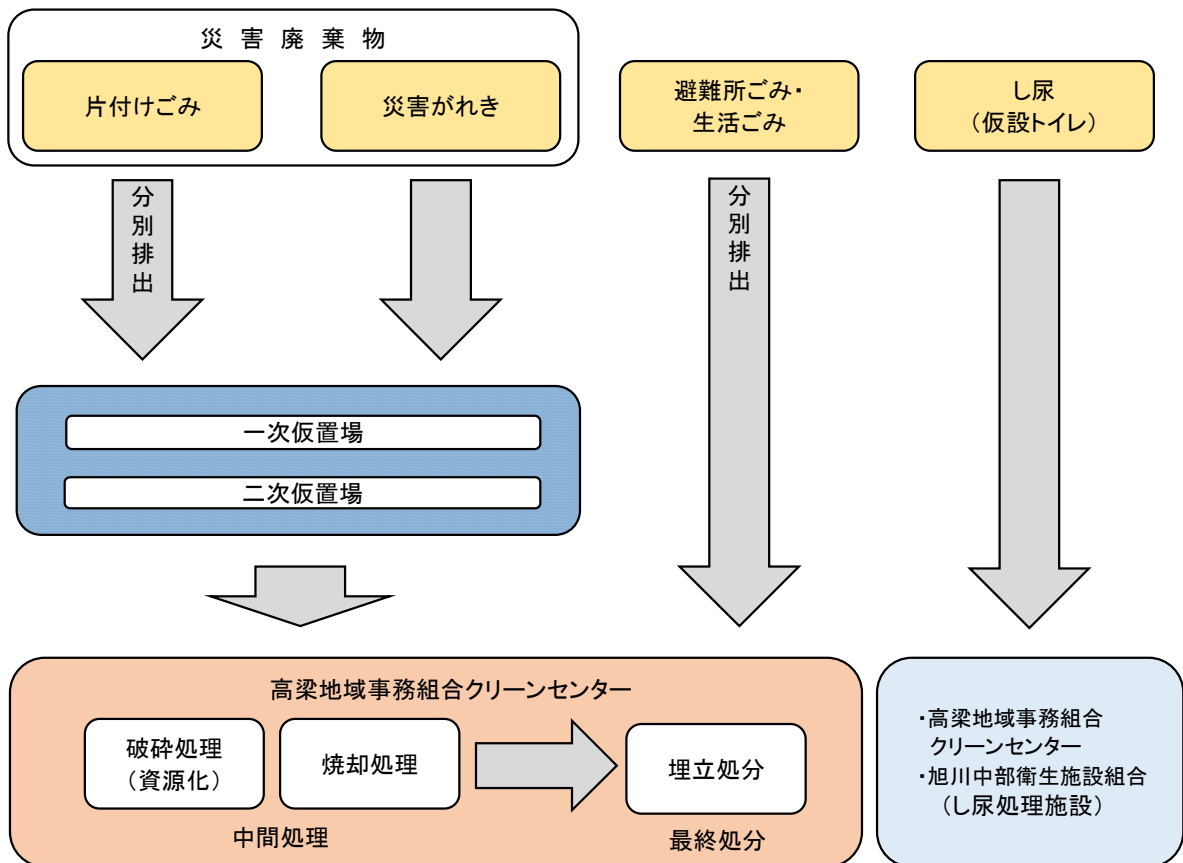 災害廃棄物
片付けごみ
災害がれき
避難所ごみ・
生活ごみ
し尿
（仮設トイレ）
分別排出
分別排出
一次仮置場
二次仮置場
高梁地域事務組合クリーンセンター
破砕処理
（資源化）
焼却処理
埋立処分
中間処理
最終処分
・高梁地域事務組合
クリーンセンター
・旭川中部衛生施設組合
（し尿処理施設）